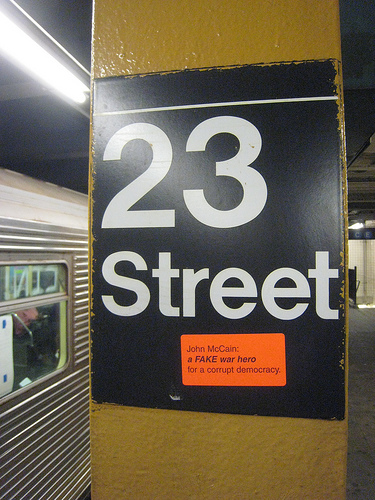 23
Street
John McCain:
a FAKE war hero
for a corrupt democracy.